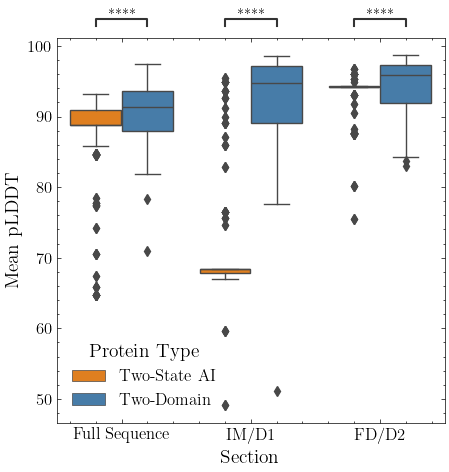 **** **** ****
100
90
80
70
60
50
Mean pLDDT
Protein Type
Two-State AI
Two-Domain
Full Sequence IM/D1 FD/D2
Section